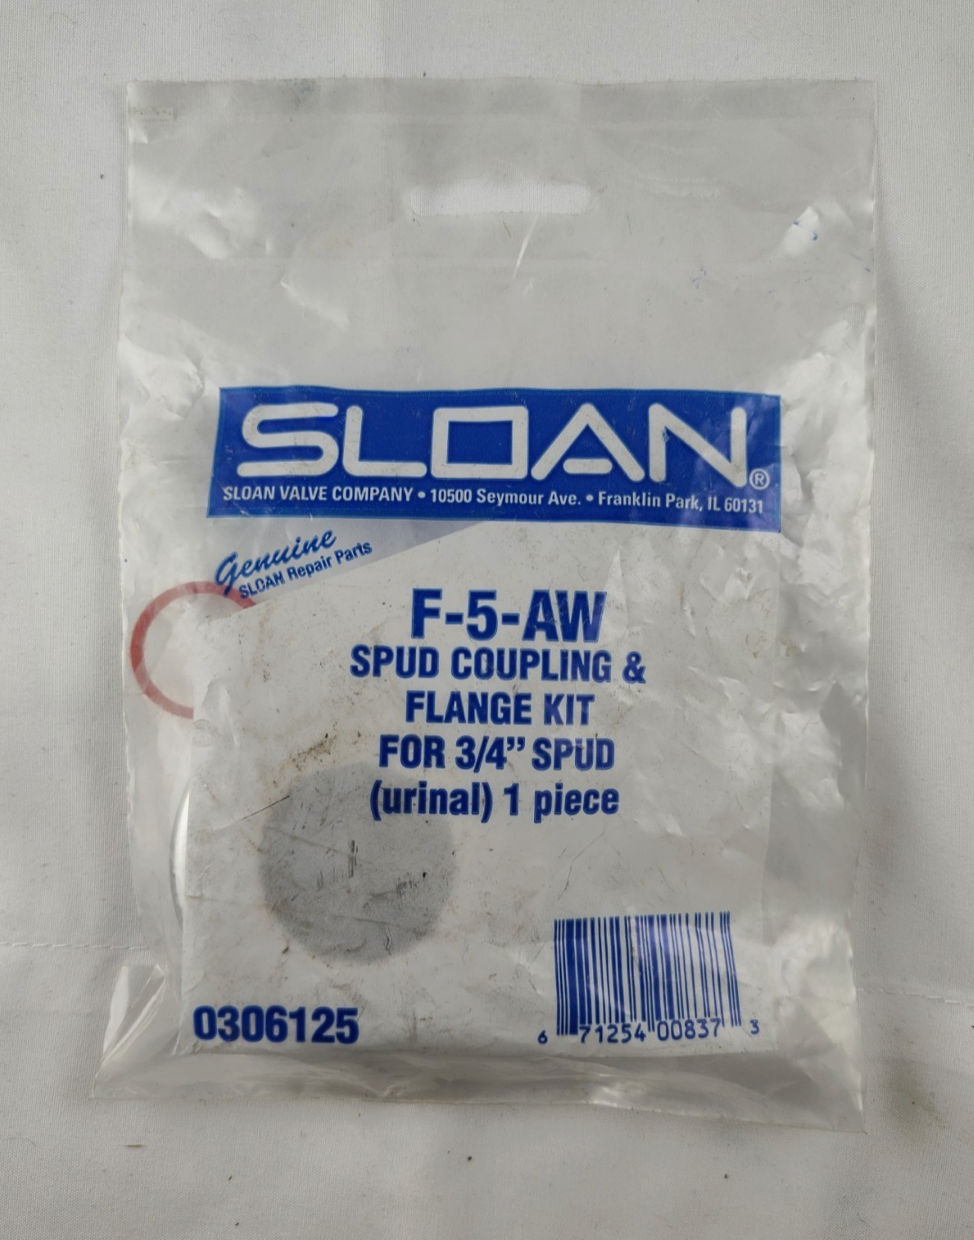 SLOAN®
SLOAN VALVE COMPANY • 10500 Seymour Ave. • Franklin Park, IL 60131
Genuine
SLOAN Repair Parts
F-5-AW
SPUD COUPLING &
FLANGE KIT
FOR 3/4” SPUD
(urinal) 1 piece
0306125
6 71254 00837 3